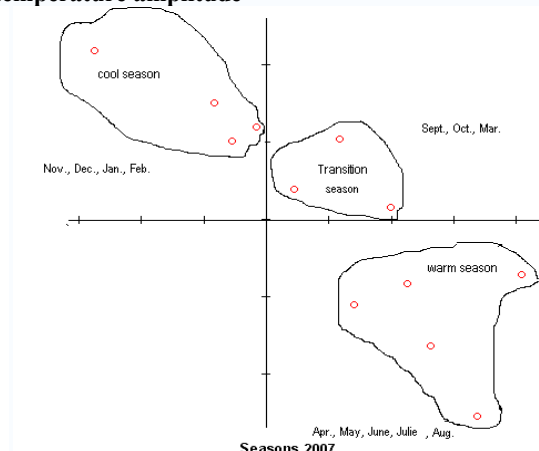 temperature amplitude
cool season
Sept., Oct., Mar.
Nov., Dec., Jan., Feb.
Transition
season
warm season
Apr., May, June, Julie , Aug.
Seasons 2007